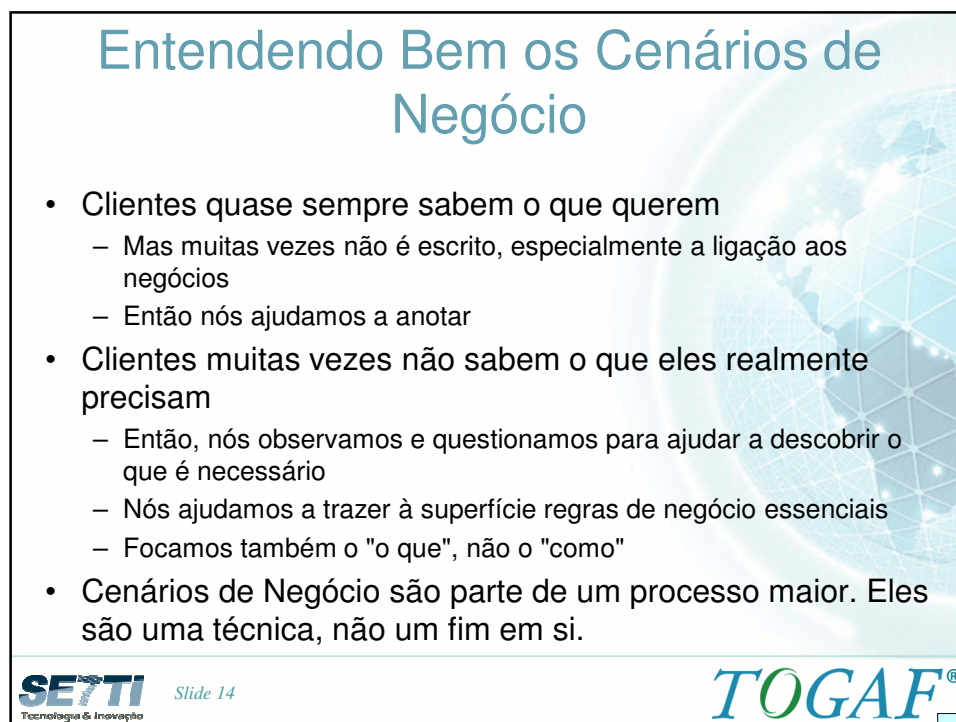 Entendendo Bem os Cenários de
Negócio
• Clientes quase sempre sabem o que querem
– Mas muitas vezes não é escrito, especialmente a ligação aos
negócios
– Então nós ajudamos a anotar
• Clientes muitas vezes não sabem o que eles realmente
precisam
– Então, nós observamos e questionamos para ajudar a descobrir o
que é necessário
– Nós ajudamos a trazer à superfície regras de negócio essenciais
– Focamos também o "o que", não o "como"
• Cenários de Negócio são parte de um processo maior. Eles
são uma técnica, não um fim em si.
SETTI
Tecnologia & Inovação
Slide 14
TOGAF®